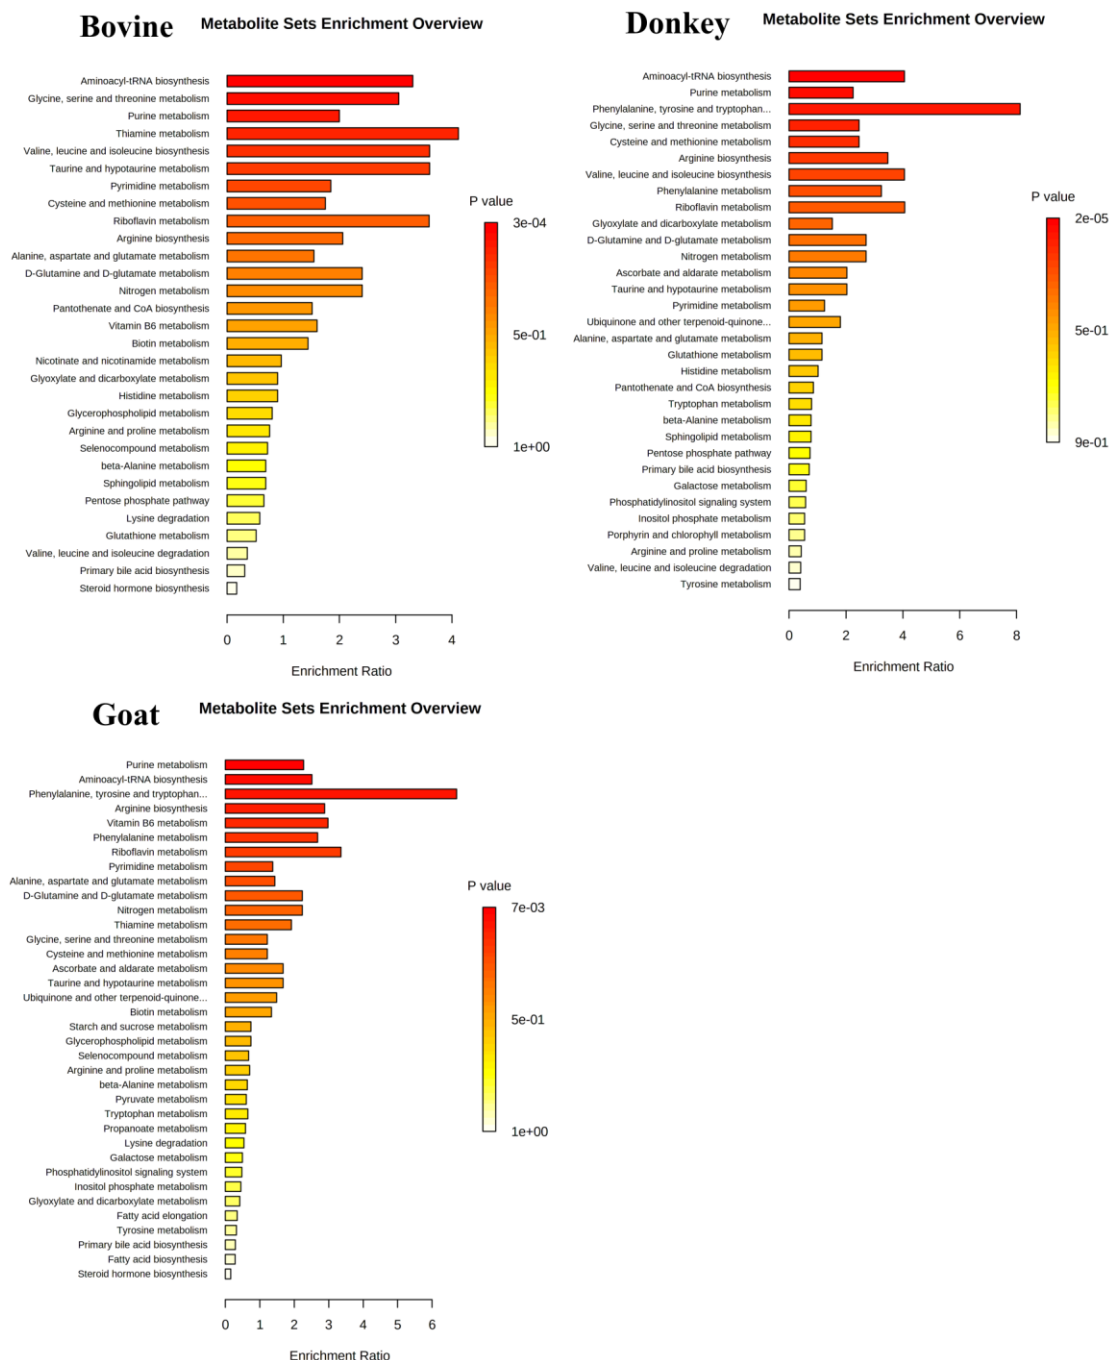 Bovine
Metabolite Sets Enrichment Overview
Aminoacyl-tRNA biosynthesis
Glycine, serine and threonine metabolism
Purine metabolism
Thiamine metabolism
Valine, leucine and isoleucine biosynthesis
Taurine and hypotaurine metabolism
Pyrimidine metabolism
Cysteine and methionine metabolism
Riboflavin metabolism
Arginine biosynthesis
Alanine, aspartate and glutamate metabolism
D-Glutamine and D-glutamate metabolism
Nitrogen metabolism
Pantothenate and CoA biosynthesis
Vitamin B6 metabolism
Biotin metabolism
Nicotinate and nicotinamide metabolism
Glyoxylate and dicarboxylate metabolism
Histidine metabolism
Glycerophospholipid metabolism
Arginine and proline metabolism
Selenocompound metabolism
beta-Alanine metabolism
Sphingolipid metabolism
Pentose phosphate pathway
Lysine degradation
Glutathione metabolism
Valine, leucine and isoleucine degradation
Primary bile acid biosynthesis
Steroid hormone biosynthesis
0 1 2 3 4
Enrichment Ratio
P value
3e-04
5e-01
1e+00
Donkey
Metabolite Sets Enrichment Overview
Aminoacyl-tRNA biosynthesis
Purine metabolism
Phenylalanine, tyrosine and tryptophan...
Glycine, serine and threonine metabolism
Cysteine and methionine metabolism
Arginine biosynthesis
Valine, leucine and isoleucine biosynthesis
Phenylalanine metabolism
Riboflavin metabolism
Glyoxylate and dicarboxylate metabolism
D-Glutamine and D-glutamate metabolism
Nitrogen metabolism
Ascorbate and aldarate metabolism
Taurine and hypotaurine metabolism
Pyrimidine metabolism
Ubiquinone and other terpenoid-quinone...
Alanine, aspartate and glutamate metabolism
Glutathione metabolism
Histidine metabolism
Pantothenate and CoA biosynthesis
Tryptophan metabolism
beta-Alanine metabolism
Sphingolipid metabolism
Pentose phosphate pathway
Primary bile acid biosynthesis
Galactose metabolism
Phosphatidylinositol signaling system
Inositol phosphate metabolism
Porphyrin and chlorophyll metabolism
Arginine and proline metabolism
Valine, leucine and isoleucine degradation
Tyrosine metabolism
0 2 4 6 8
Enrichment Ratio
P value
2e-05
5e-01
9e-01
Goat
Metabolite Sets Enrichment Overview
Purine metabolism
Aminoacyl-tRNA biosynthesis
Phenylalanine, tyrosine and tryptophan...
Arginine biosynthesis
Vitamin B6 metabolism
Phenylalanine metabolism
Riboflavin metabolism
Pyrimidine metabolism
Alanine, aspartate and glutamate metabolism
D-Glutamine and D-glutamate metabolism
Nitrogen metabolism
Thiamine metabolism
Glycine, serine and threonine metabolism
Cysteine and methionine metabolism
Ascorbate and aldarate metabolism
Taurine and hypotaurine metabolism
Ubiquinone and other terpenoid-quinone...
Biotin metabolism
Starch and sucrose metabolism
Glycerophospholipid metabolism
Selenocompound metabolism
Arginine and proline metabolism
beta-Alanine metabolism
Pyruvate metabolism
Tryptophan metabolism
Propanoate metabolism
Lysine degradation
Galactose metabolism
Phosphatidylinositol signaling system
Inositol phosphate metabolism
Glyoxylate and dicarboxylate metabolism
Fatty acid elongation
Tyrosine metabolism
Primary bile acid biosynthesis
Fatty acid biosynthesis
Steroid hormone biosynthesis
0 1 2 3 4 5 6
Enrichment Ratio
P value
7e-03
5e-01
1e+00